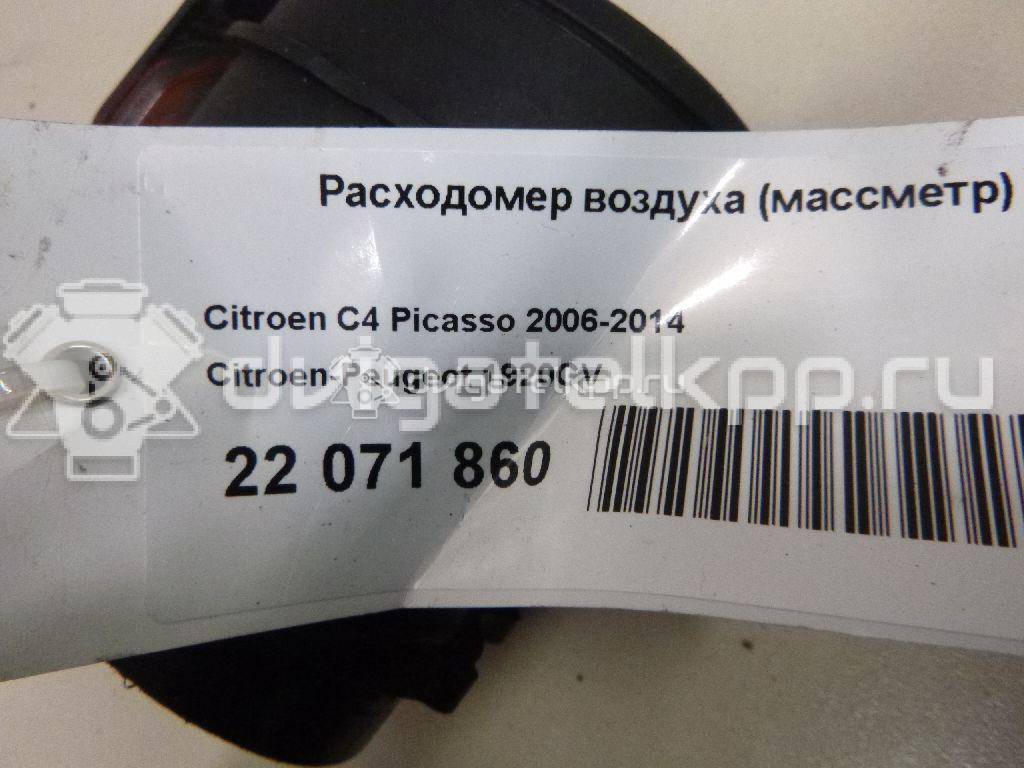 Расходомер воздуха (массметр)
Citroen C4 Picasso 2006-2014
Citroen-Peugeot 1920GV
22 071 860
dvigatelkpp.ru